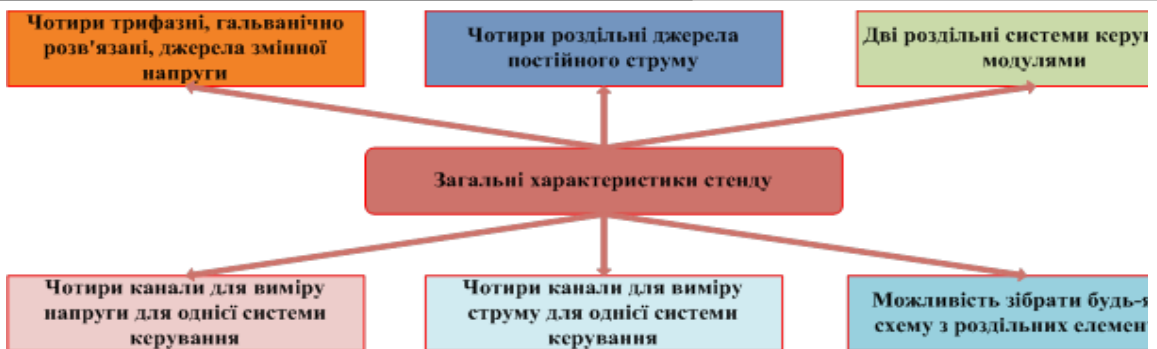 Чотири трифазні, гальванічно
розв'язані, джерела змінної
напруги
Чотири роздільні джерела
постійного струму
Дві роздільні системи
модулями
Загальні характеристики стенду
Чотири канали для виміру
напруги для однієї системи
керування
Чотири канали для виміру
струму для однієї системи
керування
Можливість зібрати
схему з роздільних